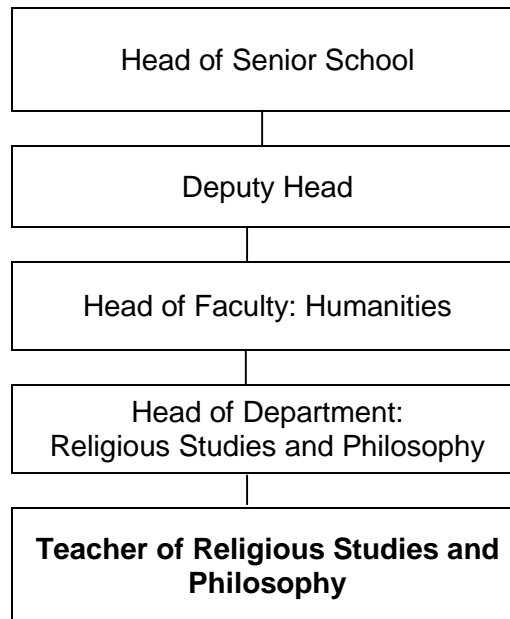 Head of Senior School
Deputy Head
Head of Faculty: Humanities
Head of Department:
Religious Studies and Philosophy
Teacher of Religious Studies and
Philosophy